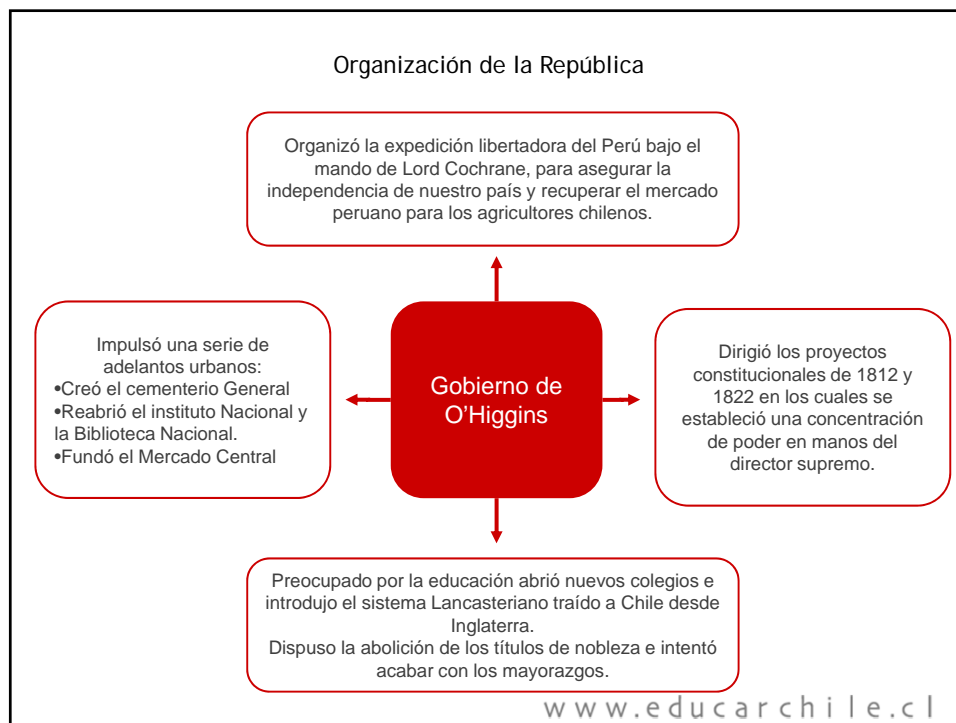 Organización de la República
Organizó la expedición libertadora del Perú bajo el
mando de Lord Cochrane, para asegurar la
independencia de nuestro país y recuperar el mercado
peruano para los agricultores chilenos.
Impulsó una serie de
adelantos urbanos:
•Creó el cementerio General
•Reabrió el instituto Nacional y
la Biblioteca Nacional.
•Fundó el Mercado Central
Gobierno de
O’Higgins
Dirigió los proyectos
constitucionales de 1812 y
1822 en los cuales se
estableció una concentración
de poder en manos del
director supremo.
Preocupado por la educación abrió nuevos colegios e
introdujo el sistema Lancasteriano traído a Chile desde
Inglaterra.
Dispuso la abolición de los títulos de nobleza e intentó
acabar con los mayorazgos.
www.educarchile.cl